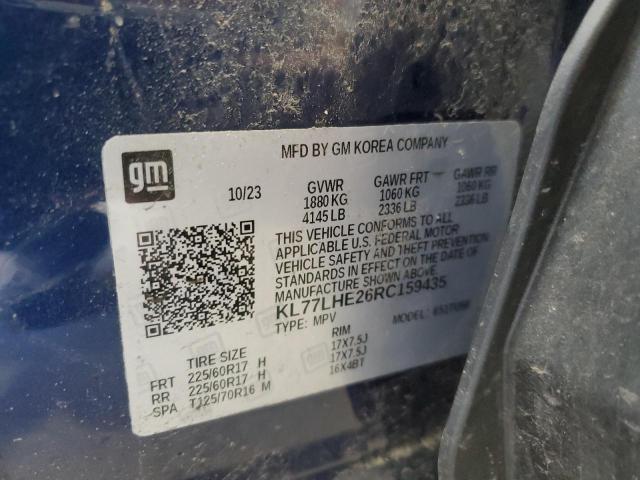 gm
MFD BY GM KOREA COMPANY
10/23
GVWR
1880 KG
4145 LB
GAWR FRT
1060 KG
2336 LB
GAWR RR
1060 KG
2336 LB
THIS VEHICLE CONFORMS TO ALL
APPLICABLE U.S. FEDERAL MOTOR
VEHICLE SAFETY AND THEFT PREVENTION
STANDARDS IN EFFECT ON THE DATE OF
MANUFACTURE SHOWN ABOVE.
KL77LHE26RC159435
TYPE: MPV
MODEL:
TIRE SIZE
RIM
FRT 225/60R17 H 17X7.5J
RR 225/60R17 H 17X7.5J
SPA T125/70R16 M 16X4BT